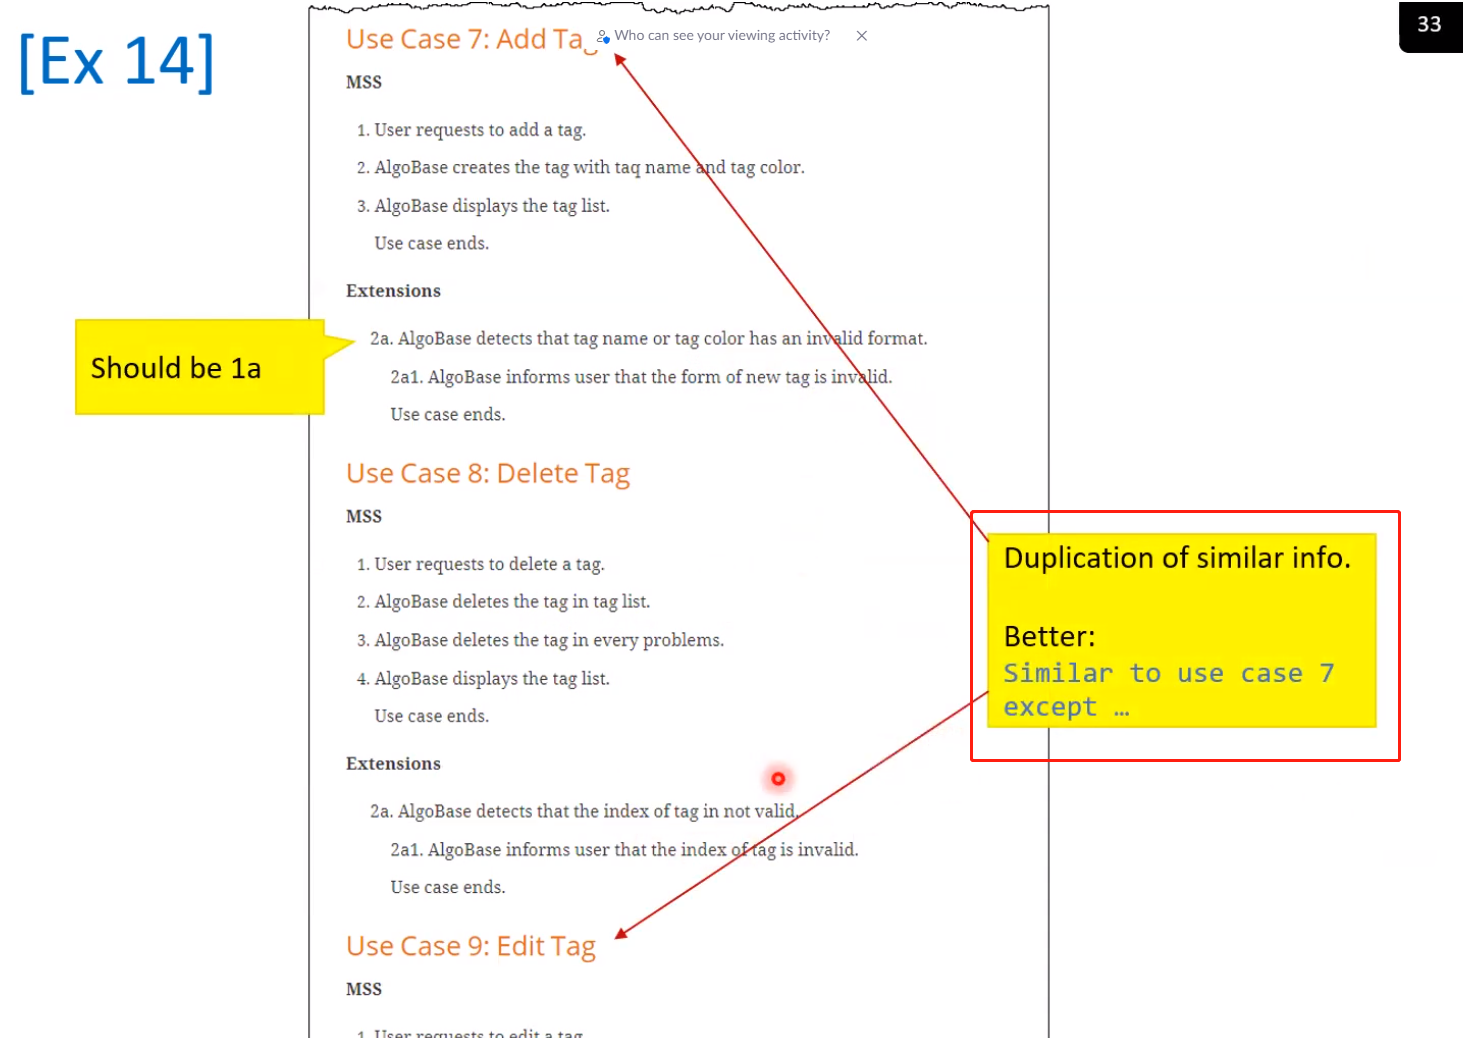 33
[Ex 14]
Use Case 7: Add Tag
Who can see your viewing activity?
MSS
1. User requests to add a tag.
2. AlgoBase creates the tag with taq name and tag color.
3. AlgoBase displays the tag list.
Use case ends.
Extensions
2a. AlgoBase detects that tag name or tag color has an invalid format.
2a1. AlgoBase informs user that the form of new tag is invalid.
Use case ends.
Should be 1a
Use Case 8: Delete Tag
MSS
1. User requests to delete a tag.
2. AlgoBase deletes the tag in tag list.
3. AlgoBase deletes the tag in every problems.
4. AlgoBase displays the tag list.
Use case ends.
Extensions
2a. AlgoBase detects that the index of tag in not valid.
2a1. AlgoBase informs user that the index of tag is invalid.
Use case ends.
Duplication of similar info.
Better:
Similar to use case 7
except …
Use Case 9: Edit Tag
MSS
1. User requests to edit a tag